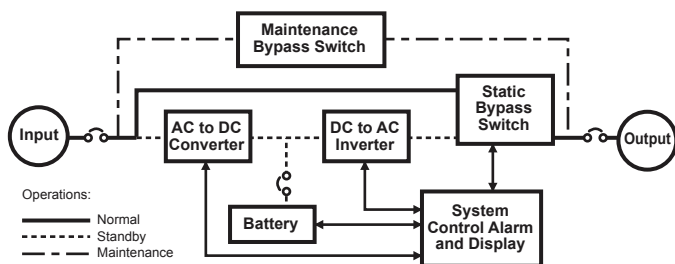 Maintenance
Bypass Switch
Static
Bypass
Switch
Input
AC to DC
Converter
DC to AC
Inverter
Output
Operations:
Normal
Standby
Maintenance
Battery
System
Control Alarm
and Display